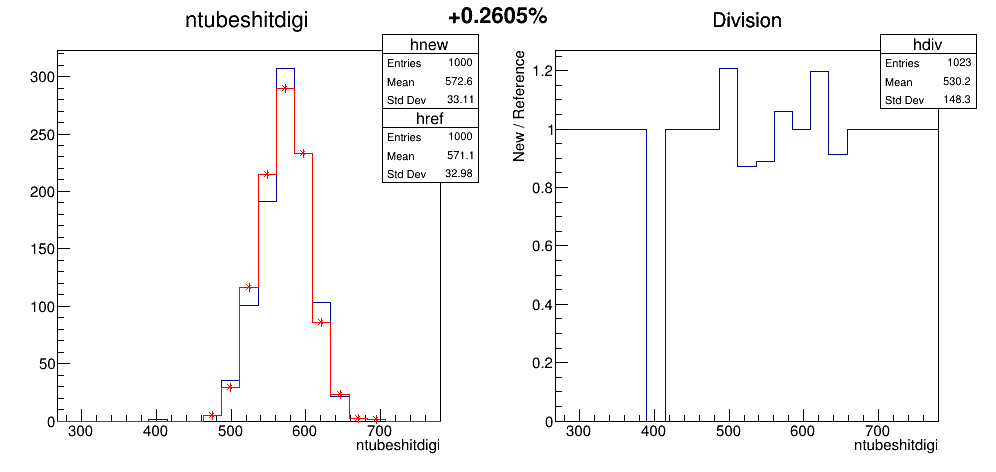 +0.2605%
ntubeshitdigi
hnew
Entries 1000
Mean 572.6
Std Dev 33.11
href
Entries 1000
Mean 571.1
Std Dev 32.98
300
250
200
150
100
50
0
300 400 500 600 700
ntubeshitdigi
Division
hdiv
Entries 1023
Mean 530.2
Std Dev 148.3
New / Reference
1.2
1
0.8
0.6
0.4
0.2
0
300 400 500 600 700
ntubeshitdigi